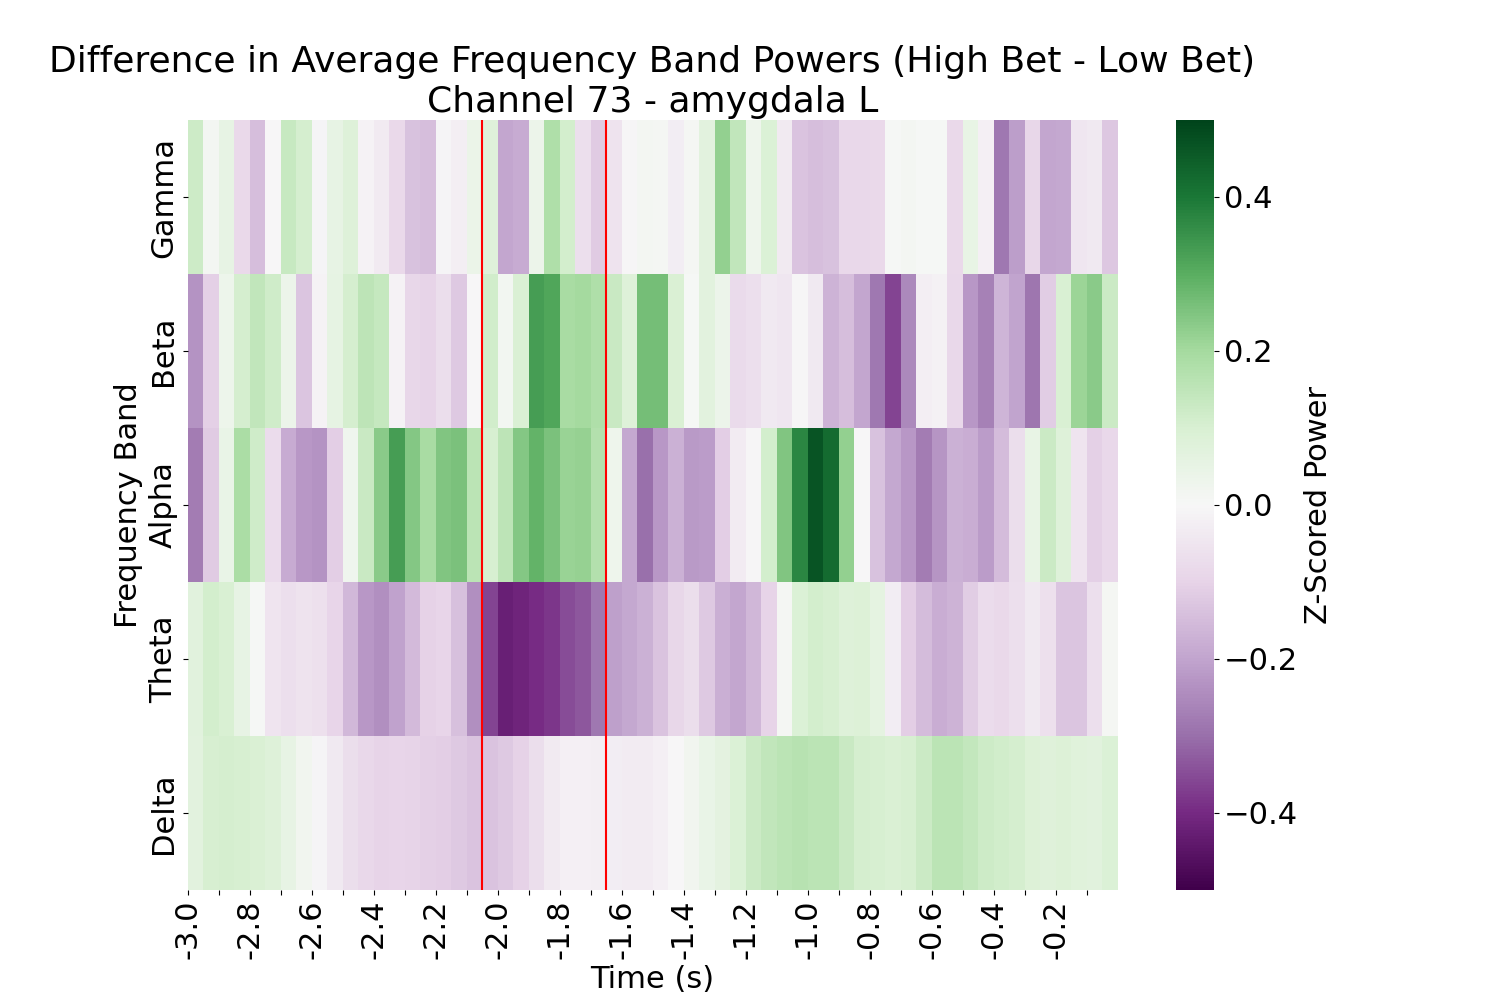 Difference in Average Frequency Band Powers (High Bet - Low Bet)
Channel 73 - amygdala L
Frequency Band
Gamma
Beta
Alpha
Theta
Delta
-3.0
-2.8
-2.6
-2.4
-2.2
-2.0
-1.8
-1.6
-1.4
-1.2
-1.0
-0.8
-0.6
-0.4
-0.2
Time (s)
0.4
0.2
0.0
−0.2
−0.4
Z-Scored Power